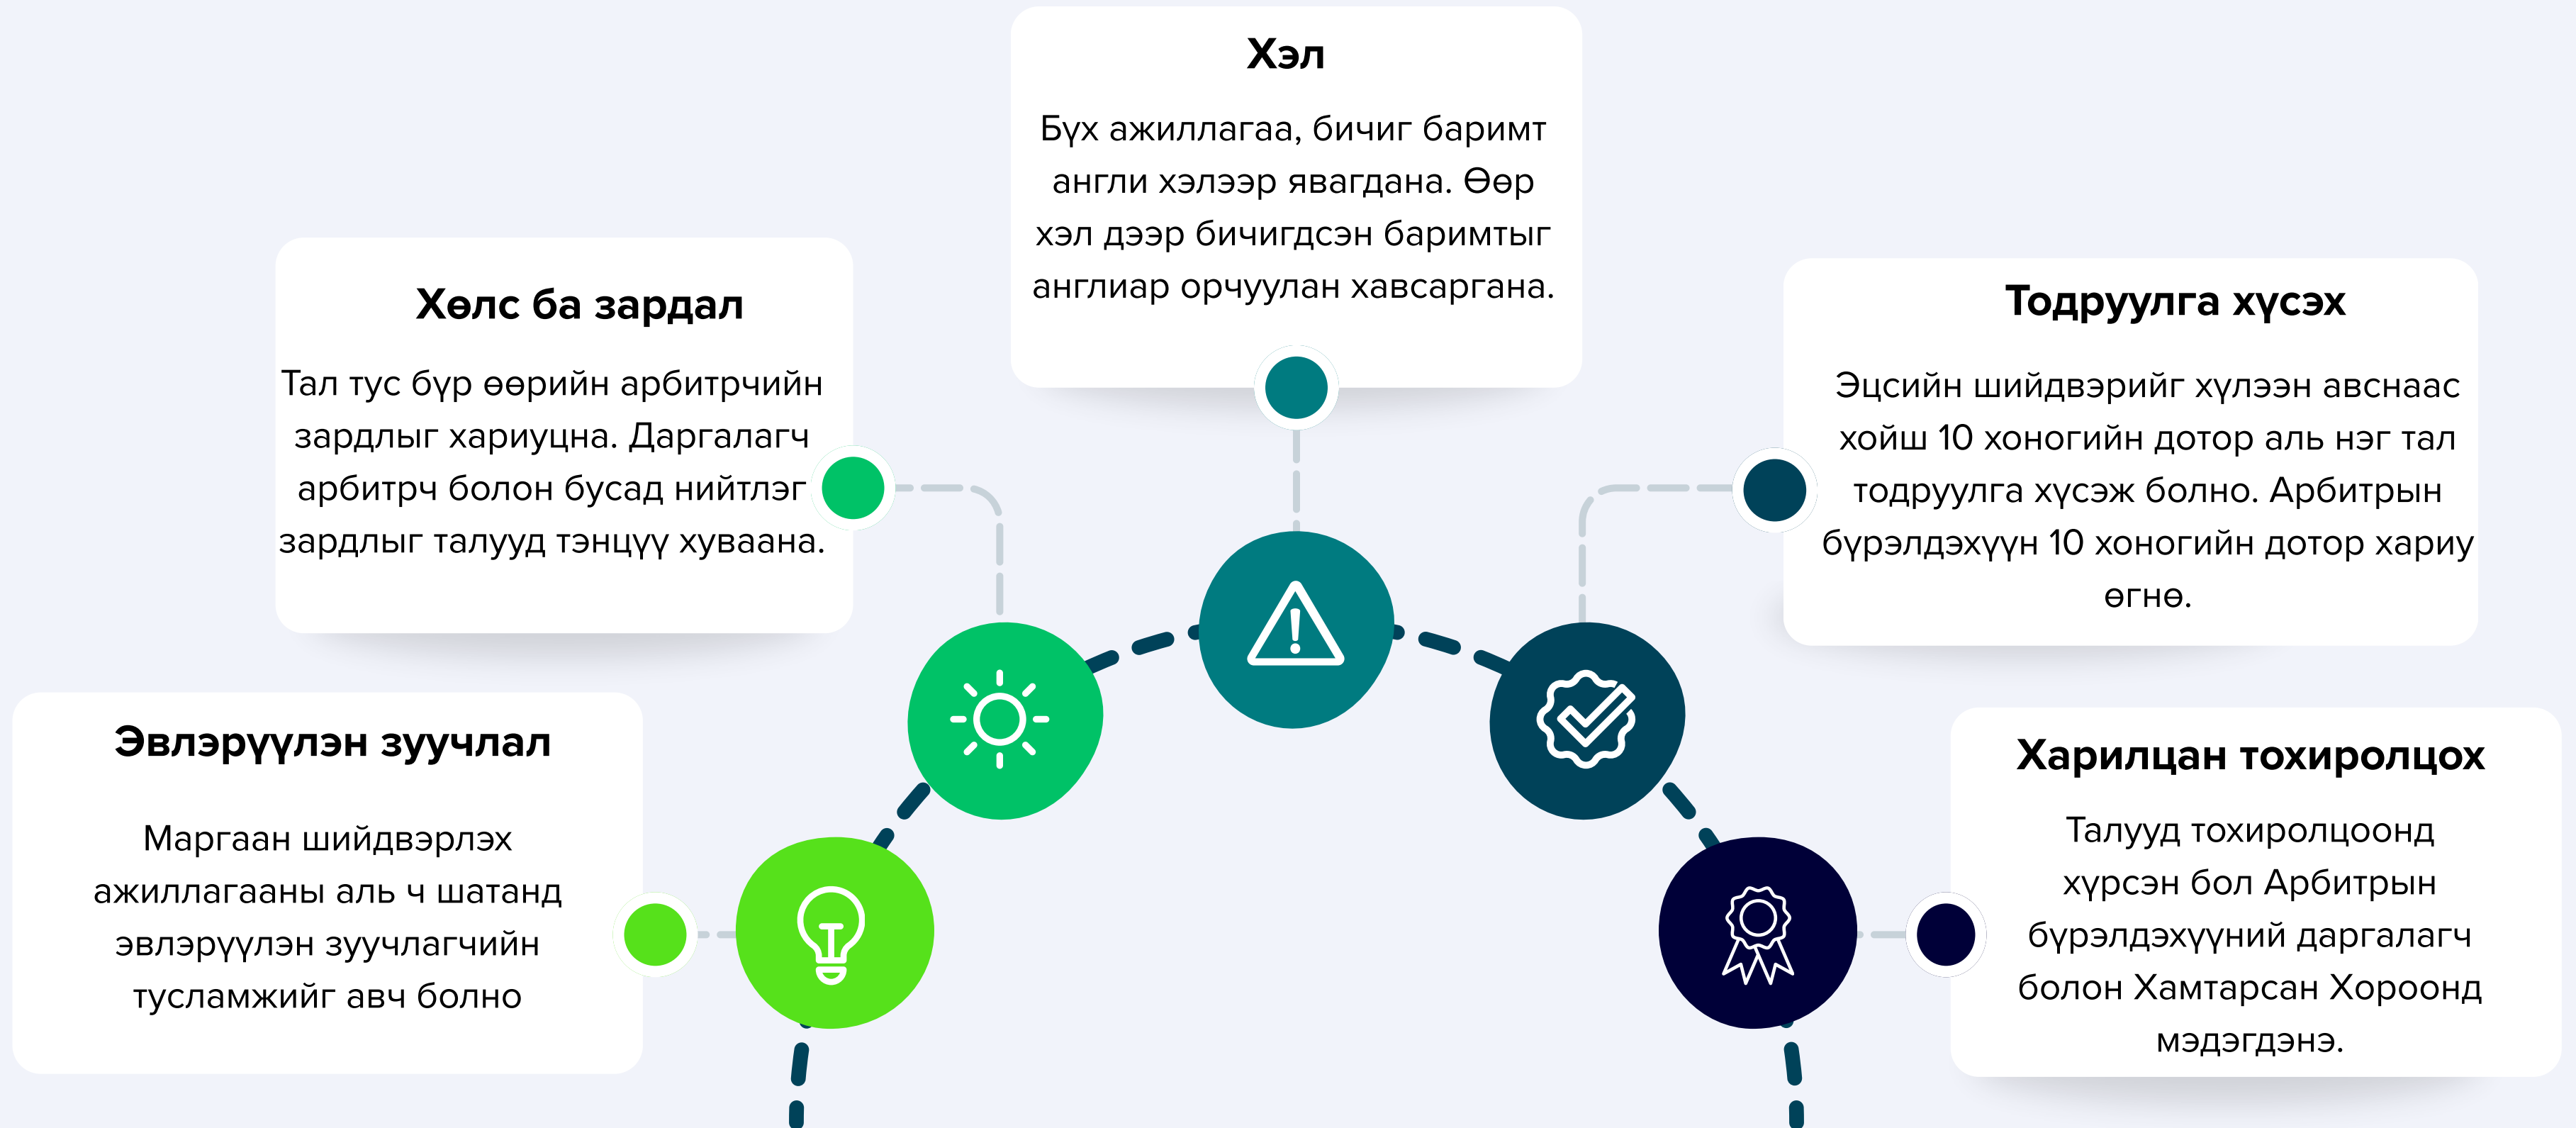 Хэл
Бүх ажиллагаа, бичиг баримт
англи хэлээр явагдана. Өөр
хэл дээр бичигдсэн баримтыг
англиар орчуулан хавсаргана.
Хөлс ба зардал
Тал тус бүр өөрийн арбитрчийн
зардлыг хариуцна. Даргалагч
арбитрч болон бусад нийтлэг
зардлыг талууд тэнцүү хуваана.
Тодруулга хүсэх
Эцсийн шийдвэрийг хүлээн авснаас
хойш 10 хоногийн дотор аль нэг тал
тодруулга хүсэж болно. Арбитрын
бүрэлдэхүүн 10 хоногийн дотор хариу
өгнө.
Эвлэрүүлэн зуучлал
Маргаан шийдвэрлэх
ажиллагааны аль ч шатанд
эвлэрүүлэн зуучлагчийн
тусламжийг авч болно
Харилцан тохиролцох
Талууд тохиролцоонд
хүрсэн бол Арбитрын
бүрэлдэхүүний даргалагч
болон Хамтарсан Хороонд
мэдэгдэнэ.